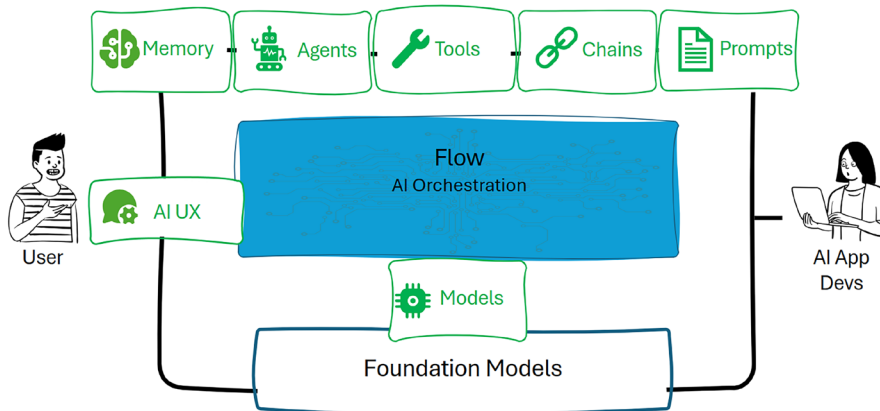 Memory
Agents
Tools
Chains
Prompts
Flow
AI Orchestration
AI UX
User
AI App
Devs
Models
Foundation Models